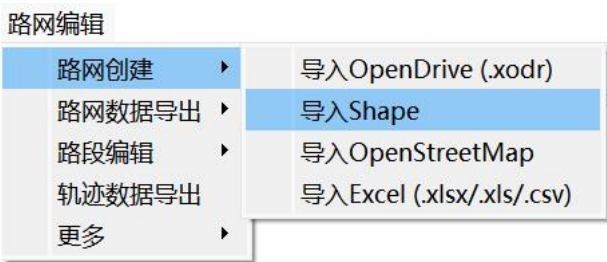 路网编辑
路网创建
路网数据导出
路段编辑
轨迹数据导出
更多
导入OpenDrive (.xodr)
导入Shape
导入OpenStreetMap
导入Excel (.xlsx/.xls/.csv)